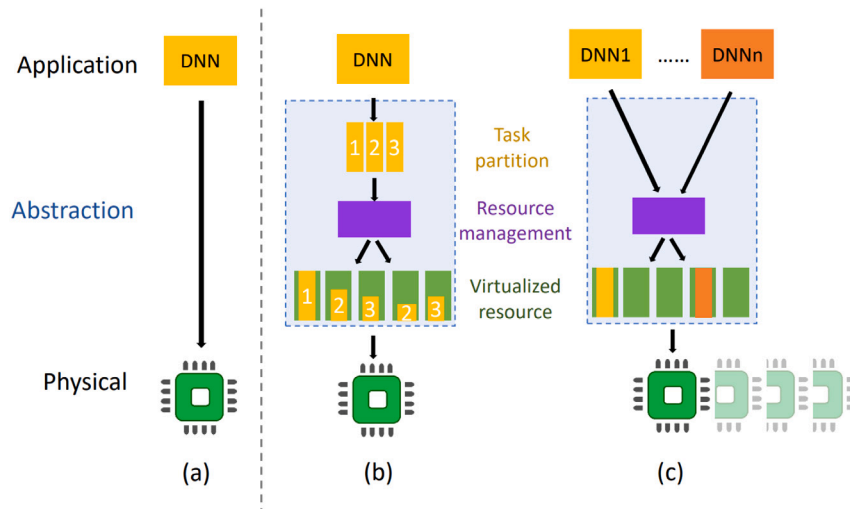 Application
DNN
DNN
DNN1
......
DNNn
1 2 3
Task
partition
Abstraction
Resource
management
1 2 3 2 3
Virtualized
resource
Physical
(a)
(b)
(c)